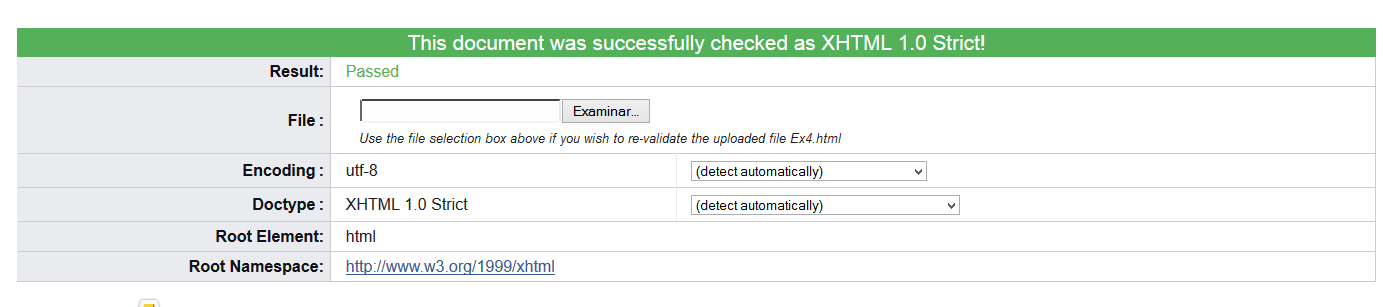 This document was successfully checked as XHTML 1.0 Strict!
Result: Passed
File : Examinar...
Use the file selection box above if you wish to re-validate the uploaded file Ex4.html
Encoding : utf-8 (detect automatically)
Doctype : XHTML 1.0 Strict (detect automatically)
Root Element: html
Root Namespace: http://www.w3.org/1999/xhtml